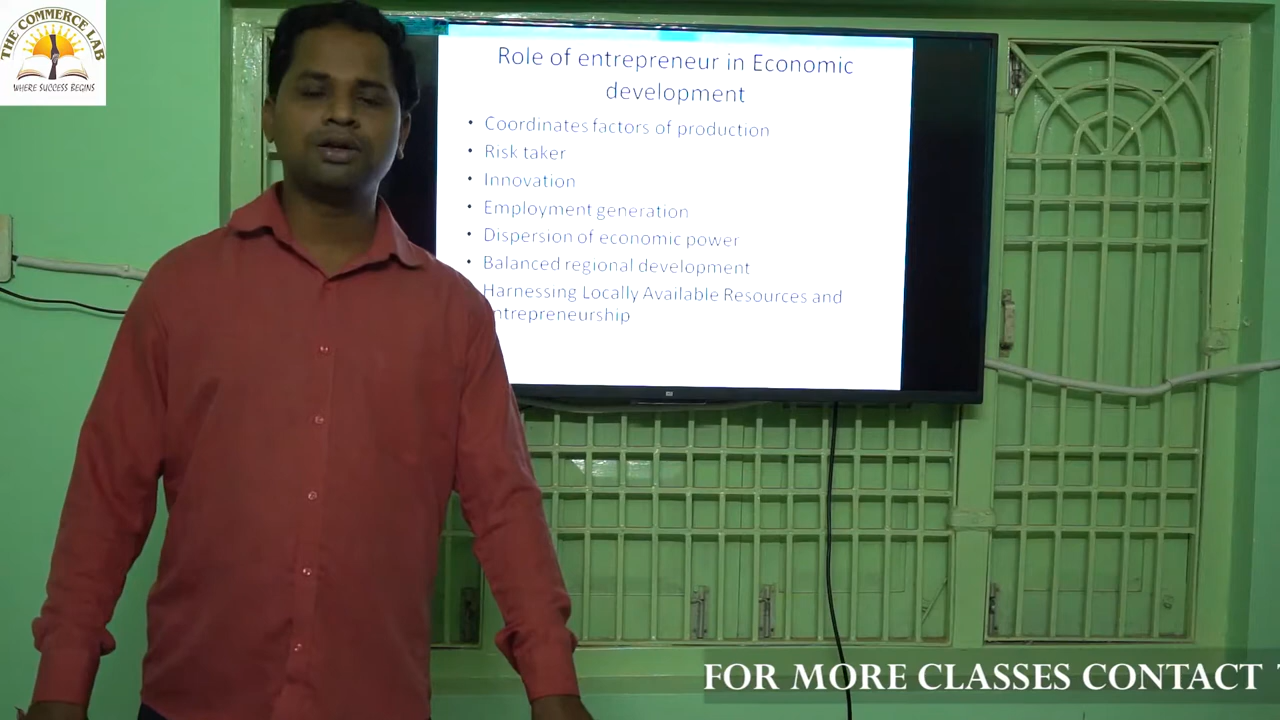 THE COMMERCE LAB
WHERE SUCCESS BEGINS
Role of entrepreneur in Economic
development
• Coordinates factors of production
• Risk taker
• Innovation
• Employment generation
• Dispersion of economic power
• Balanced regional development
Harnessing Locally Available Resources and
ntrepreneurship
FOR MORE CLASSES CONTACT